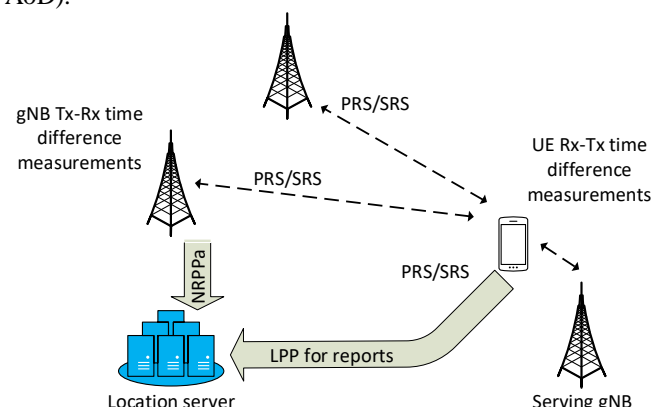 AoD).
PRS/SRS
gNB Tx-Rx time
difference
measurements
UE Rx-Tx time
difference
measurements
PRS/SRS
PRS/SRS
NRPPa
LPP for reports
Location server
Serving gNB